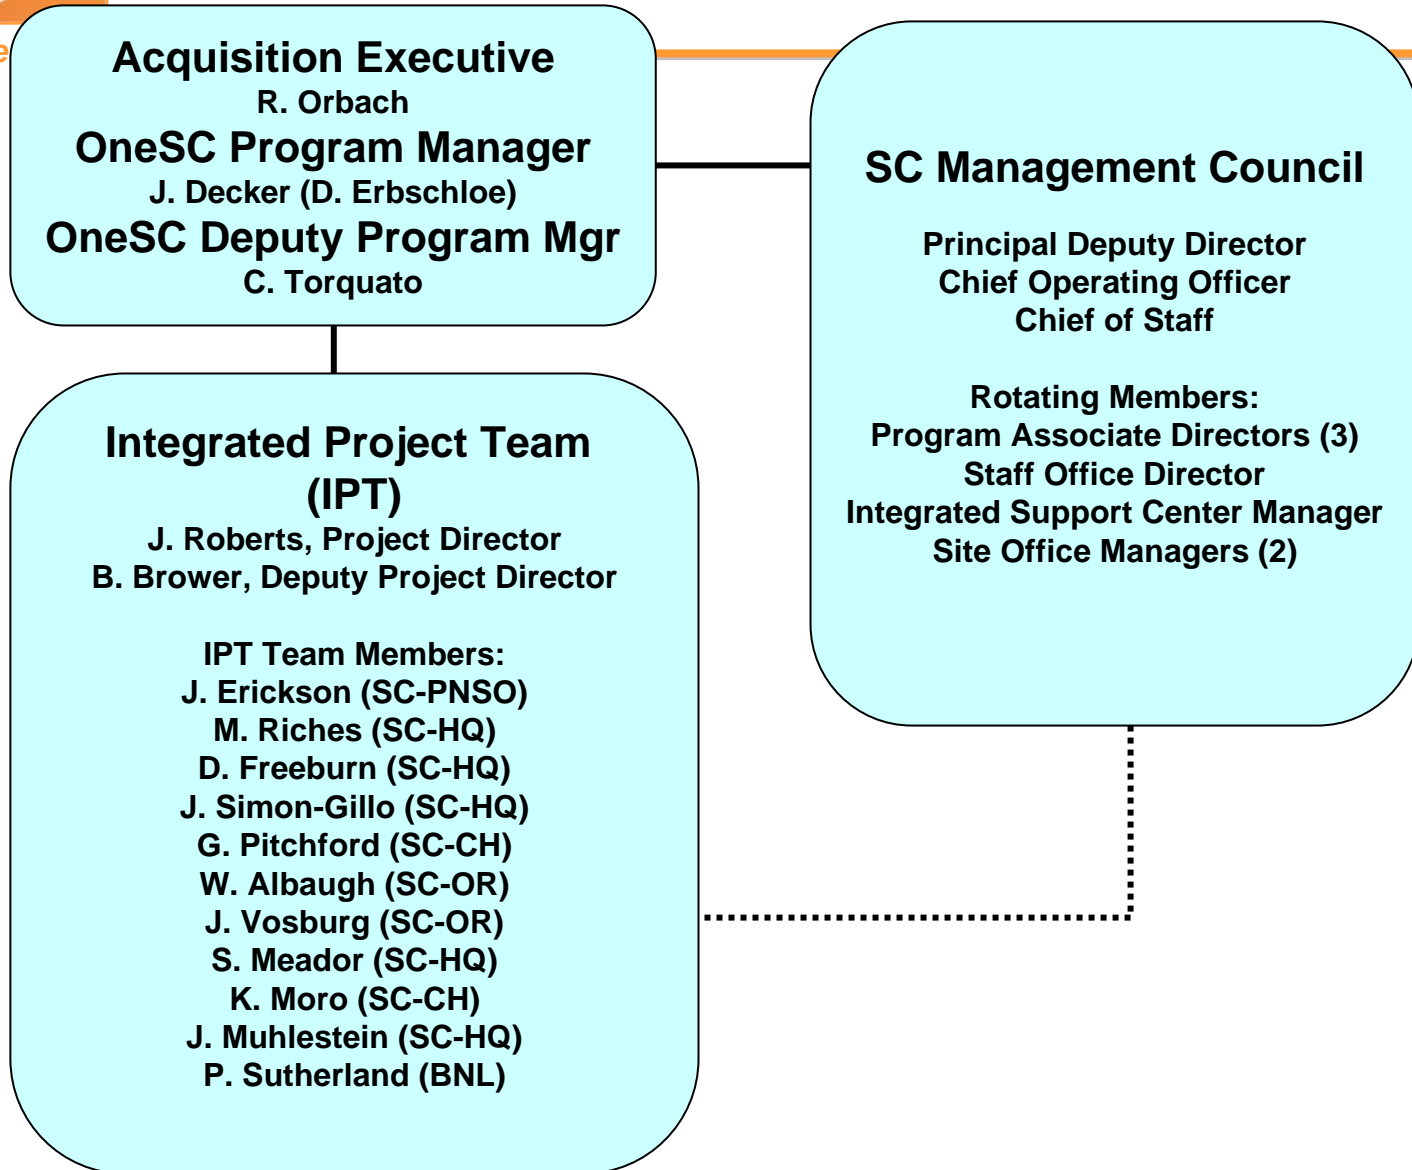 e
Acquisition Executive
R. Orbach
OneSC Program Manager
J. Decker (D. Erbschloe)
OneSC Deputy Program Mgr
C. Torquato
SC Management Council
Principal Deputy Director
Chief Operating Officer
Chief of Staff
Rotating Members:
Program Associate Directors (3)
Staff Office Director
Integrated Support Center Manager
Site Office Managers (2)
Integrated Project Team
(IPT)
J. Roberts, Project Director
B. Brower, Deputy Project Director
IPT Team Members:
J. Erickson (SC-PNSO)
M. Riches (SC-HQ)
D. Freeburn (SC-HQ)
J. Simon-Gillo (SC-HQ)
G. Pitchford (SC-CH)
W. Albaugh (SC-OR)
J. Vosburg (SC-OR)
S. Meador (SC-HQ)
K. Moro (SC-CH)
J. Muhlestein (SC-HQ)
P. Sutherland (BNL)